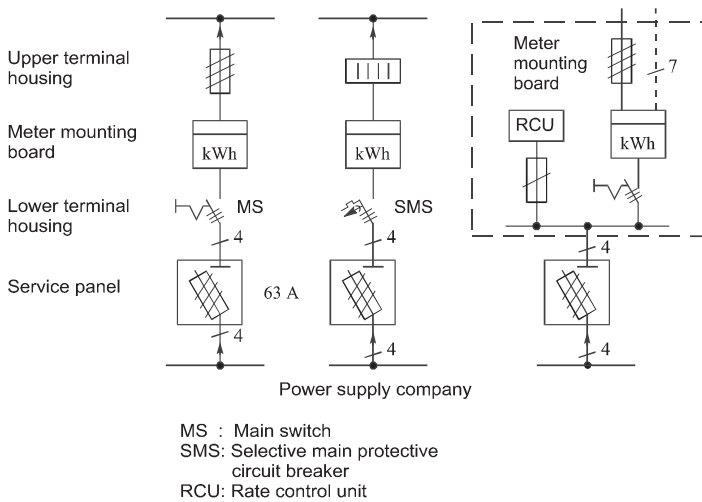 Upper terminal
housing
Meter mounting
board
kWh
kWh
Lower terminal
housing
MS
SMS
4
4
Service panel
63 A
4
4
Meter
mounting
board
7
RCU
kWh
4
4
Power supply company
MS : Main switch
SMS: Selective main protective
circuit breaker
RCU: Rate control unit